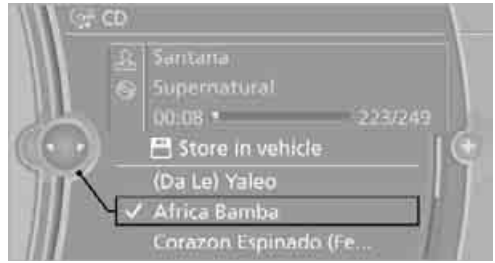 CD
Santana
Supernatural
00:08 223/249
Store in vehicle
(Da Le) Yaleo
Africa Bamba
Corazon Espinado (Fe...